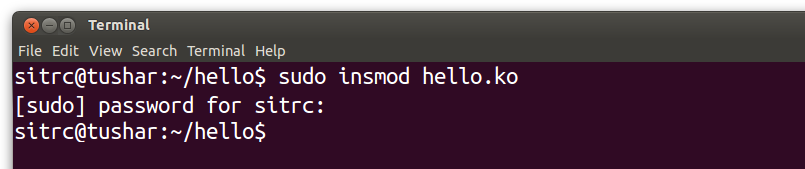 Terminal
File Edit View Search Terminal Help
sitrc@tushar:~/hello$ sudo insmod hello.ko
[sudo] password for sitrc:
sitrc@tushar:~/hello$